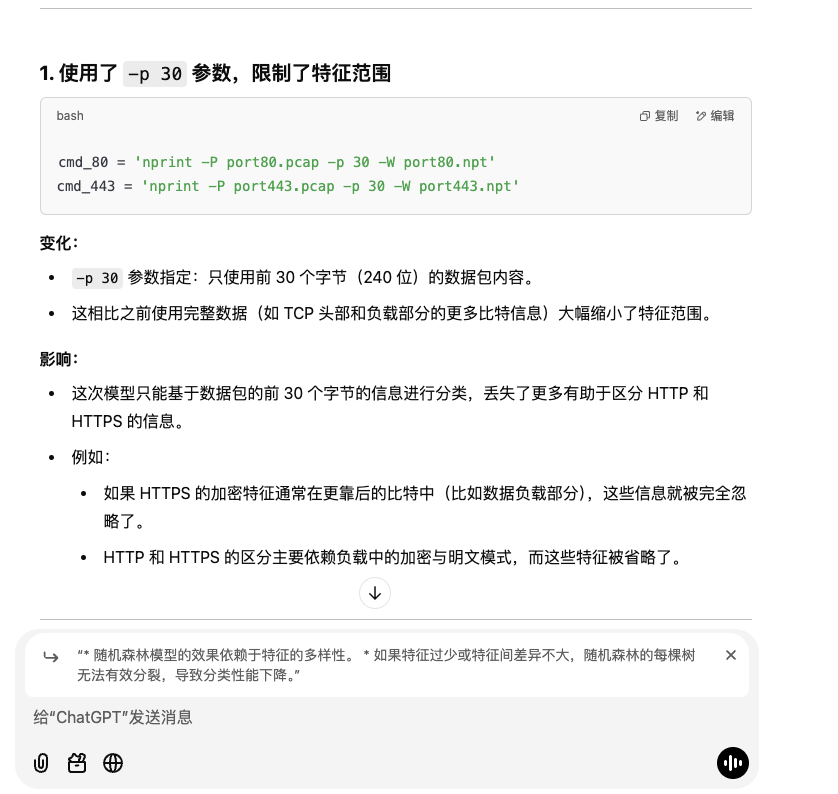 1. 使用了 -p 30 参数，限制了特征范围
bash
复制
编辑
cmd_80 = 'nprint -P port80.pcap -p 30 -W port80.npt'
cmd_443 = 'nprint -P port443.pcap -p 30 -W port443.npt'
变化：
• -p 30 参数指定：只使用前 30 个字节（240 位）的数据包内容。
• 这相比之前使用完整数据（如 TCP 头部和负载部分的更多比特信息）大幅缩小了特征范围。
影响：
• 这次模型只能基于数据包的前 30 个字节的信息进行分类，丢失了更多有助于区分 HTTP 和
HTTPS 的信息。
• 例如：
• 如果 HTTPS 的加密特征通常在更靠后的比特中（比如数据负载部分），这些信息就被完全忽
略了。
• HTTP 和 HTTPS 的区分主要依赖负载中的加密与明文模式，而这些特征被省略了。
“* 随机森林模型的效果依赖于特征的多样性。 * 如果特征过少或特征间差异不大，随机森林的每棵树
无法有效分裂，导致分类性能下降。”
给“ChatGPT”发送消息